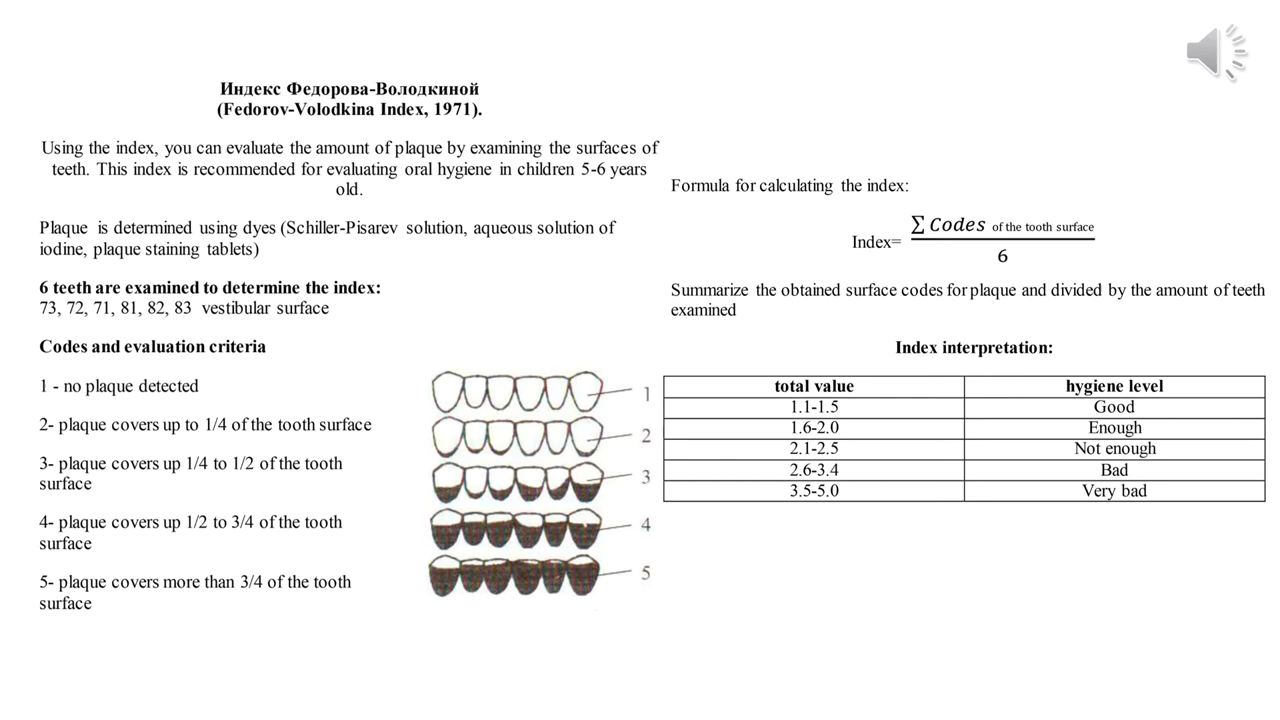 Индекс Федорова-Володкиной
(Fedorov-Volodkina Index, 1971).
Using the index, you can evaluate the amount of plaque by examining the surfaces of
teeth. This index is recommended for evaluating oral hygiene in children 5-6 years
old.
Plaque is determined using dyes (Schiller-Pisarev solution, aqueous solution of
iodine, plaque staining tablets)
6 teeth are examined to determine the index:
73, 72, 71, 81, 82, 83 vestibular surface
Codes and evaluation criteria
1 - no plaque detected
2- plaque covers up to 1/4 of the tooth surface
3- plaque covers up 1/4 to 1/2 of the tooth
surface
4- plaque covers up 1/2 to 3/4 of the tooth
surface
5- plaque covers more than 3/4 of the tooth
surface
1
2
3
4
5
Formula for calculating the index:
Index= ∑ Codes of the tooth surface
6
Summarize the obtained surface codes for plaque and divided by the amount of teeth
examined
Index interpretation:
total value hygiene level
1.1-1.5 Good
1.6-2.0 Enough
2.1-2.5 Not enough
2.6-3.4 Bad
3.5-5.0 Very bad